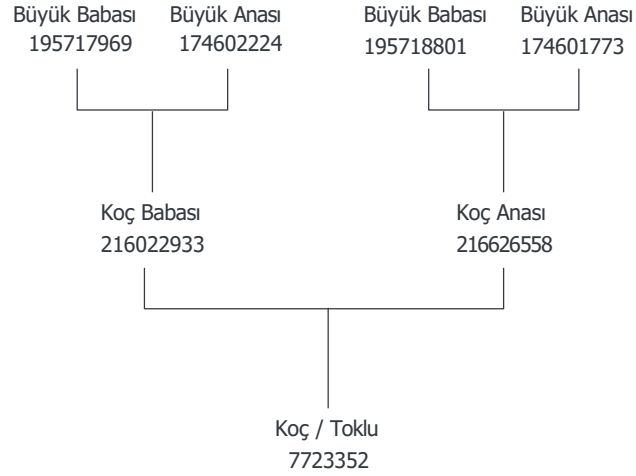 Büyük Babası Büyük Anası Büyük Babası Büyük Anası
195717969 174602224 195718801 174601773
Koç Babası Koç Anası
216022933 216626558
Koç / Toklu
7723352